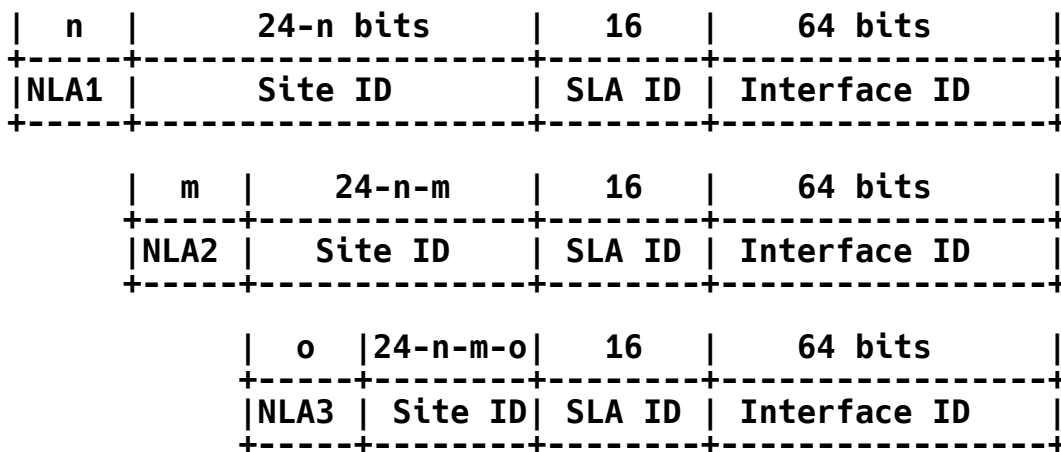 |  n  |      24-n bits      |   16   |    64 bits      |
+-----+---------------------+--------+-----------------+
|NLA1 |      Site ID        | SLA ID | Interface ID    |
+-----+---------------------+--------+-----------------+
      |  m  |    24-n-m     |   16   |    64 bits      |
      +-----+---------------+--------+-----------------+
      |NLA2 |   Site ID     | SLA ID | Interface ID    |
      +-----+---------------+--------+-----------------+
            |  o  |24-n-m-o|   16   |    64 bits      |
            +-----+--------+--------+-----------------+
            |NLA3 | Site ID| SLA ID | Interface ID    |
            +-----+--------+--------+-----------------+